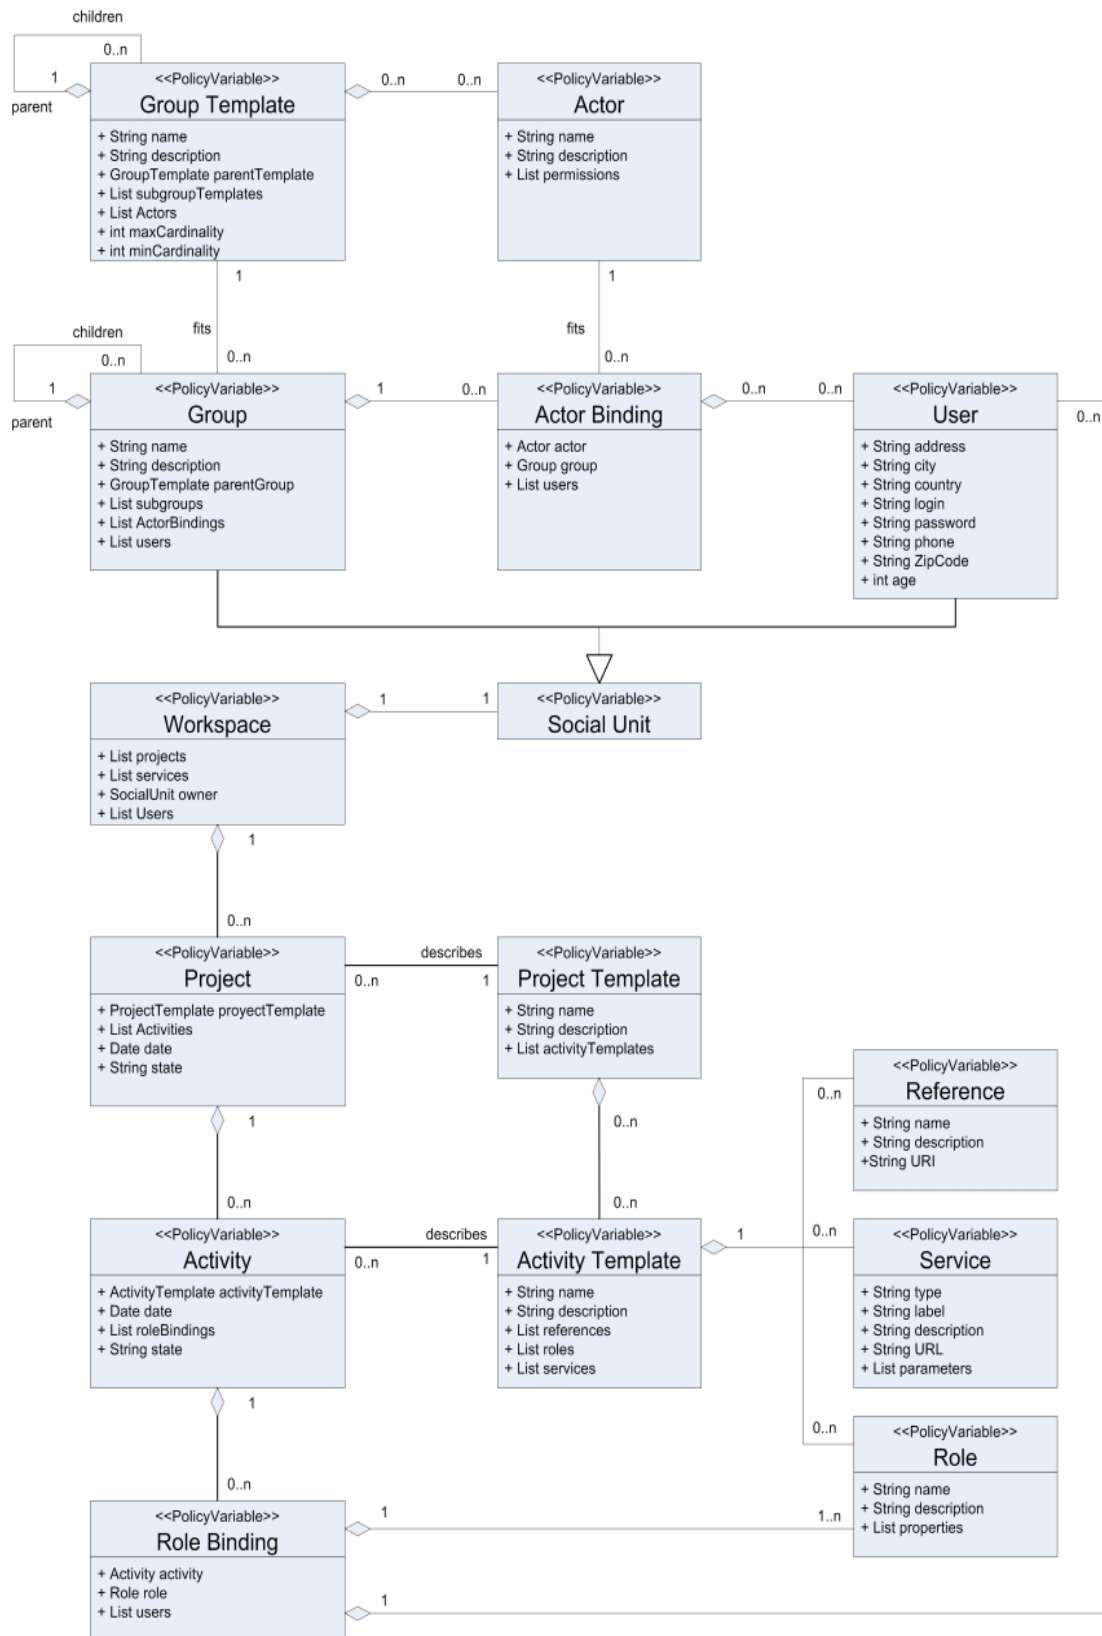 children
0..n
1
parent
<<PolicyVariable>>
Group Template
+ String name
+ String description
+ GroupTemplate parentTemplate
+ List subgroupTemplates
+ List Actors
+ int maxCardinality
+ int minCardinality
0..n
0..n
<<PolicyVariable>>
Actor
+ String name
+ String description
+ List permissions
1
fits
0..n
1
fits
0..n
children
0..n
1
parent
<<PolicyVariable>>
Group
+ String name
+ String description
+ GroupTemplate parentGroup
+ List subgroups
+ List ActorBindings
+ List users
1
0..n
<<PolicyVariable>>
Actor Binding
+ Actor actor
+ Group group
+ List users
0..n
0..n
<<PolicyVariable>>
User
+ String address
+ String city
+ String country
+ String login
+ String password
+ String phone
+ String ZipCode
+ int age
0..n
<<PolicyVariable>>
Workspace
+ List projects
+ List services
+ SocialUnit owner
+ List Users
1
1
<<PolicyVariable>>
Social Unit
1
0..n
<<PolicyVariable>>
Project
+ ProjectTemplate proyectTemplate
+ List Activities
+ Date date
+ String state
describes
0..n
1
<<PolicyVariable>>
Project Template
+ String name
+ String description
+ List activityTemplates
1
0..n
0..n
0..n
<<PolicyVariable>>
Activity
+ ActivityTemplate activityTemplate
+ Date date
+ List roleBindings
+ String state
describes
0..n
1
<<PolicyVariable>>
Activity Template
+ String name
+ String description
+ List references
+ List roles
+ List services
1
0..n
<<PolicyVariable>>
Reference
+ String name
+ String description
+String URI
0..n
<<PolicyVariable>>
Service
+ String type
+ String label
+ String description
+ String URL
+ List parameters
0..n
<<PolicyVariable>>
Role
+ String name
+ String description
+ List properties
1
0..n
<<PolicyVariable>>
Role Binding
+ Activity activity
+ Role role
+ List users
1
1..n
1